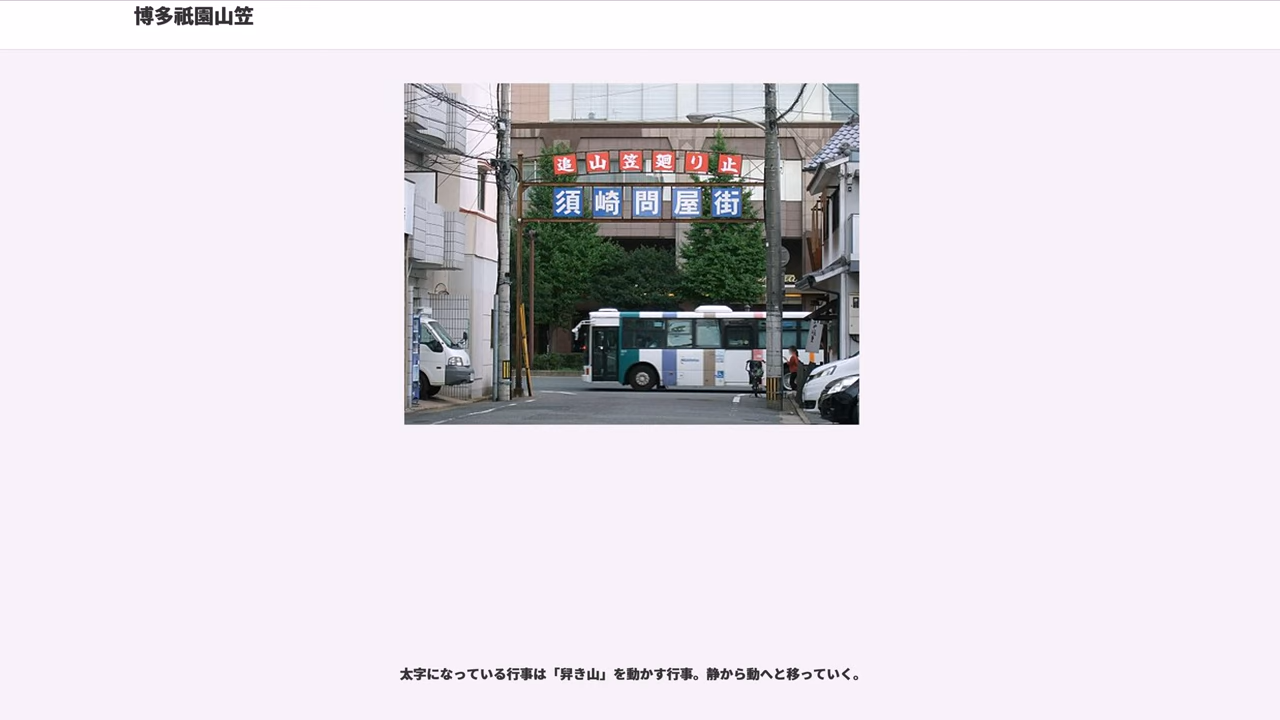 博多祇園山笠
追山笠廻り止
須崎問屋街
太字になっている行事は「舁き山」を動かす行事。静から動へと移っていく。